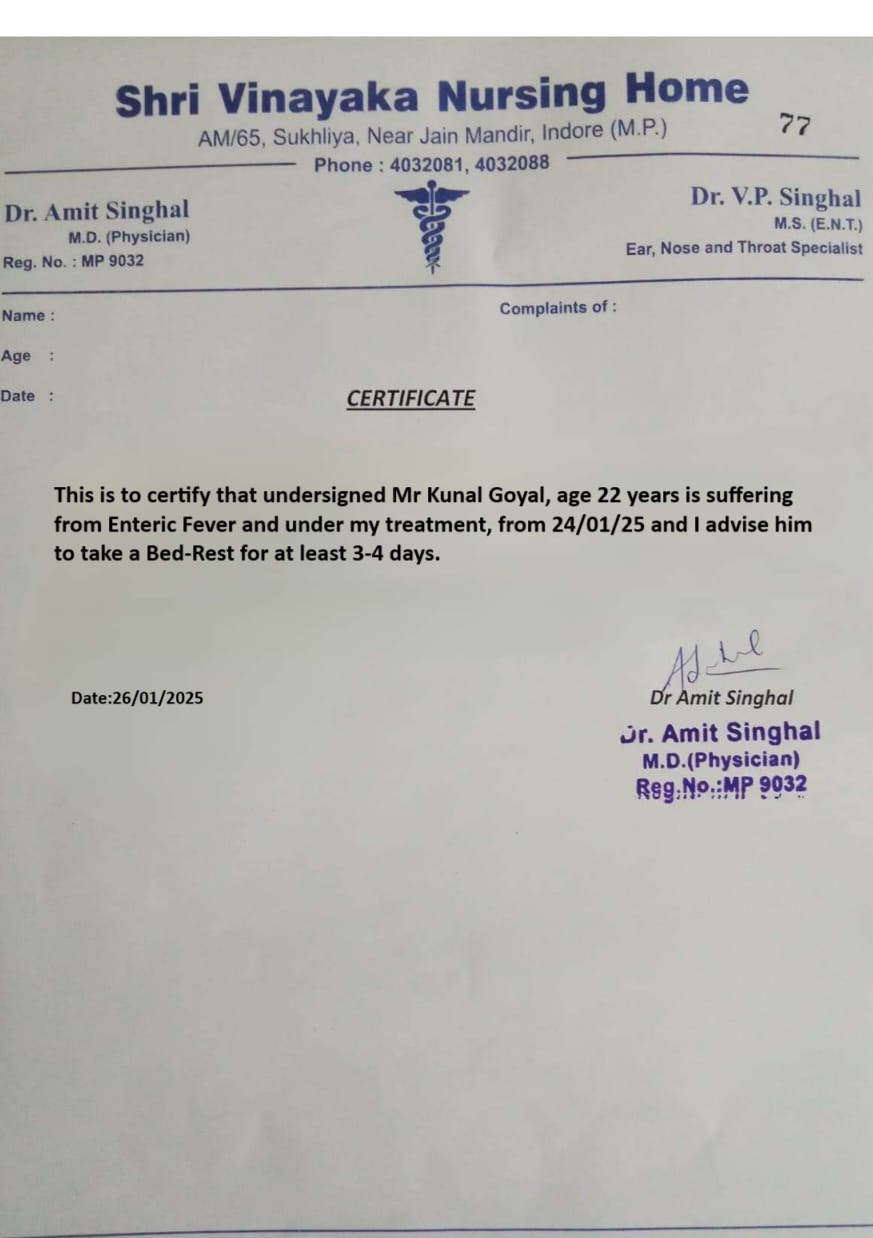 Shri Vinayaka Nursing Home
AM/65, Sukhliya, Near Jain Mandir, Indore (M.P.)
77
Phone : 4032081, 4032088
Dr. Amit Singhal
M.D. (Physician)
Reg. No. : MP 9032
Dr. V.P. Singhal
M.S. (E.N.T.)
Ear, Nose and Throat Specialist
Name :
Complaints of :
Age :
Date :
CERTIFICATE
This is to certify that undersigned Mr Kunal Goyal, age 22 years is suffering
from Enteric Fever and under my treatment, from 24/01/25 and I advise him
to take a Bed-Rest for at least 3-4 days.
Date:26/01/2025
Dr Amit Singhal
Dr. Amit Singhal
M.D.(Physician)
Reg.No.:MP 9032